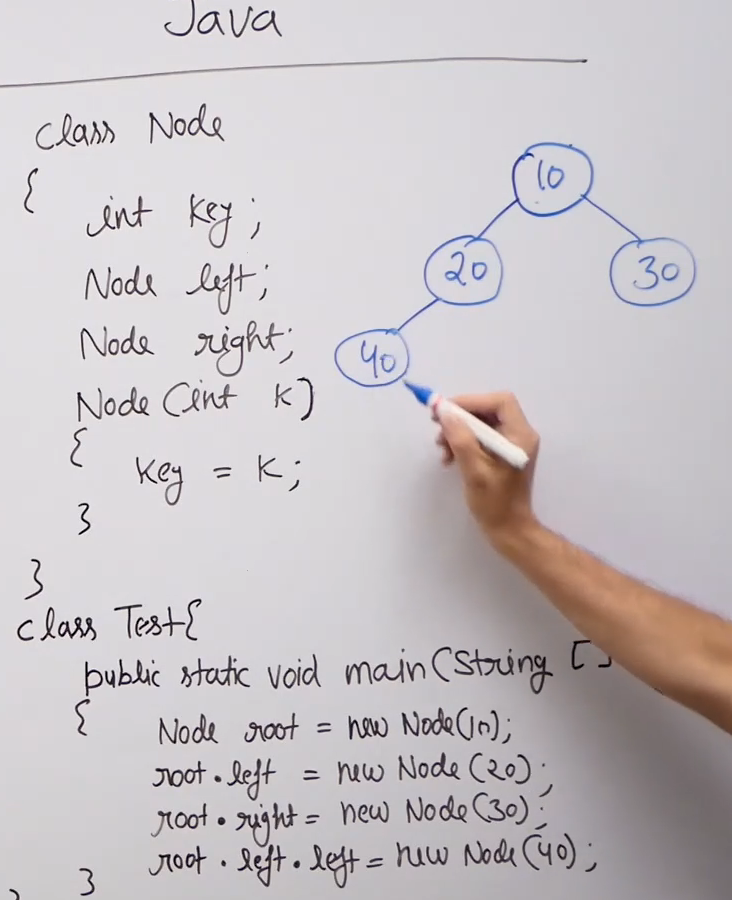 Java
class Node
{
int key;
Node left;
Node right;
Node(int k)
{
key = k;
}
}
class Test{
public static void main(String []
{
Node root = new Node(10);
root.left = new Node(20);
root.right = new Node(30);
root.left.left = new Node(40);
}
}
10
20
30
40